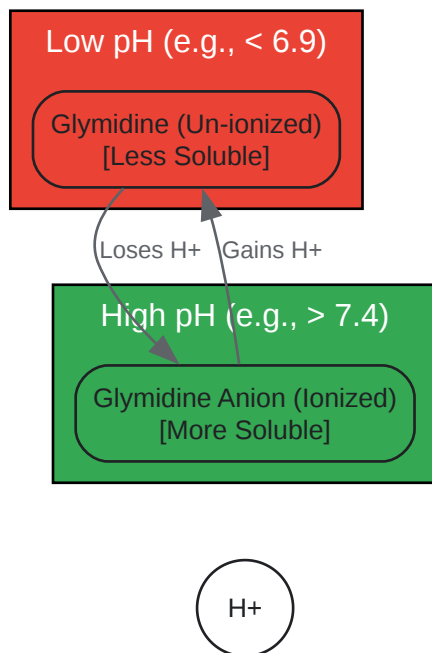 Low pH (e.g., < 6.9)
Glymidine (Un-ionized)
[Less Soluble]
Loses H+
Gains H+
High pH (e.g., > 7.4)
Glymidine Anion (Ionized)
[More Soluble]
H+